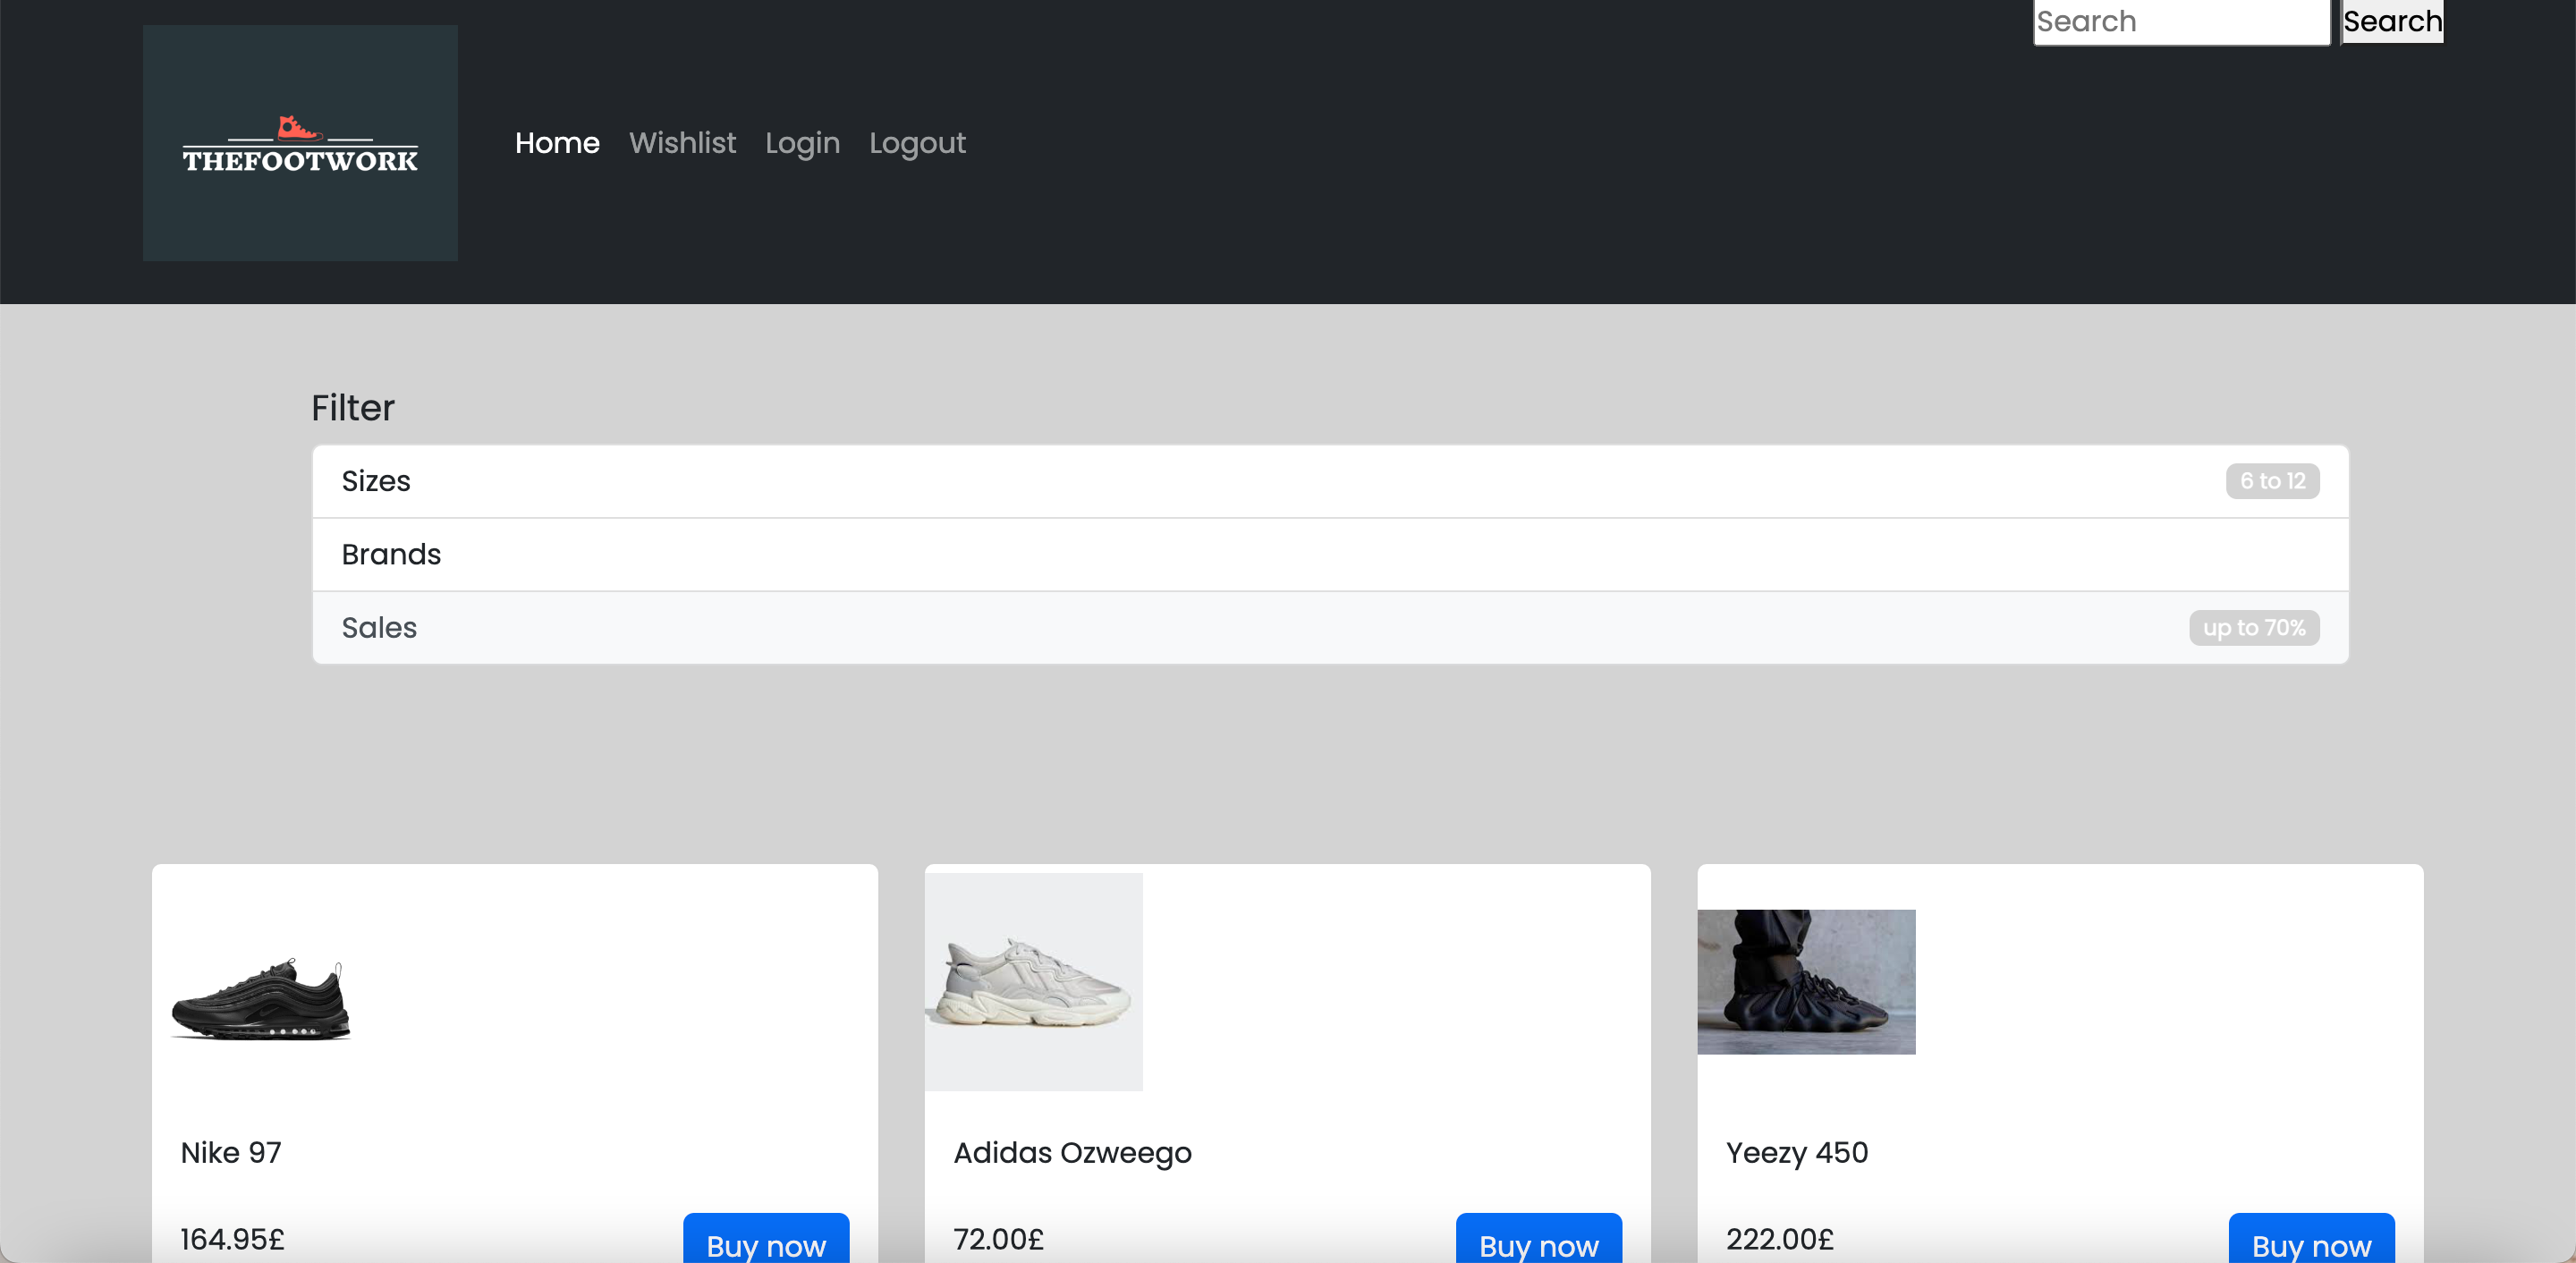 Search Search
THEFOOTWORK
Home Wishlist Login Logout
Filter
Sizes 6 to 12
Brands
Sales up to 70%
Nike 97
164.95£ Buy now
Adidas Ozweego
72.00£ Buy now
Yeezy 450
222.00£ Buy now